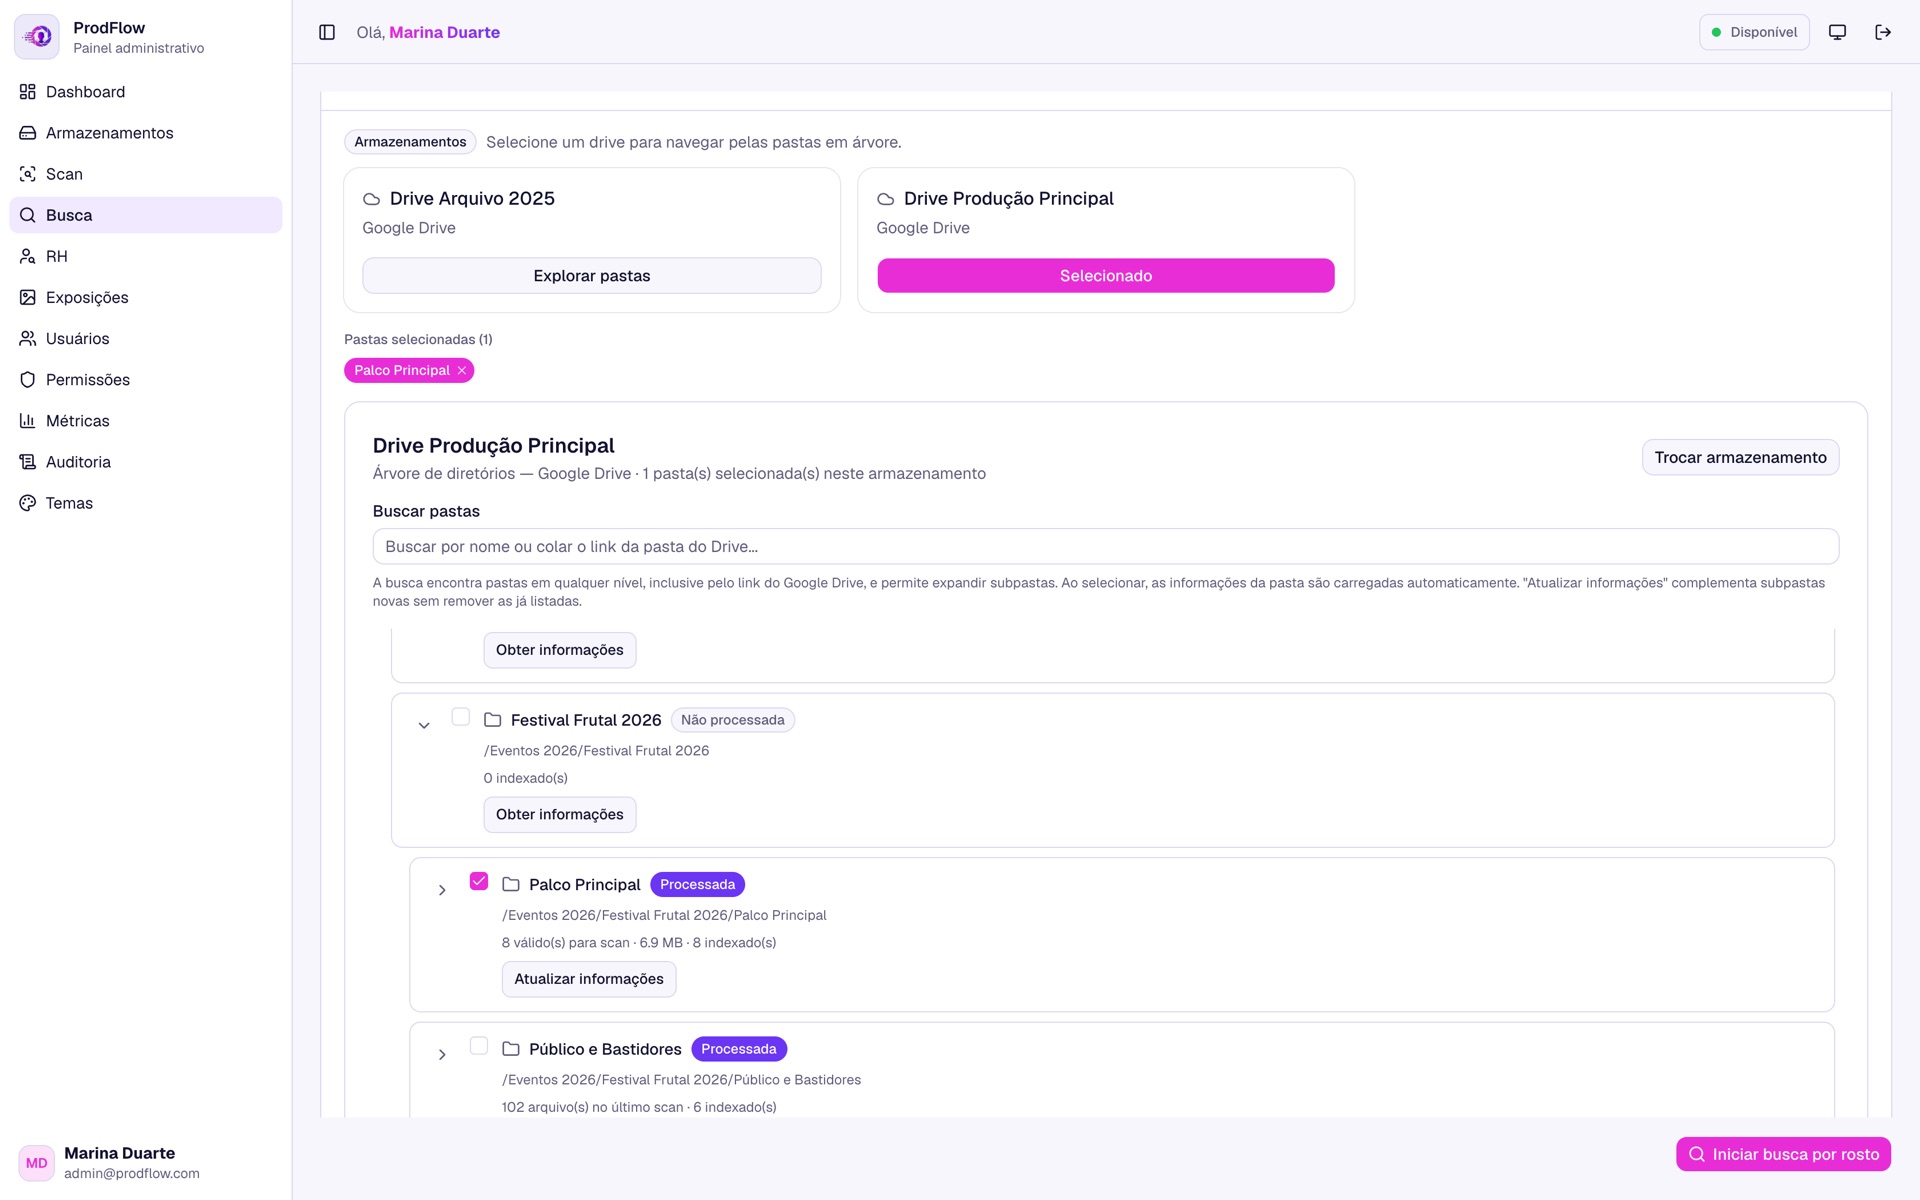 ProdFlow
Painel administrativo
Dashboard
Armazenamentos
Scan
Busca
RH
Exposições
Usuários
Permissões
Métricas
Auditoria
Temas
MD
Marina Duarte
admin@prodflow.com
Olá, Marina Duarte
Disponível
Armazenamentos Selecione um drive para navegar pelas pastas em árvore.
Drive Arquivo 2025
Google Drive
Explorar pastas
Drive Produção Principal
Google Drive
Selecionado
Pastas selecionadas (1)
Palco Principal
Drive Produção Principal
Árvore de diretórios — Google Drive · 1 pasta(s) selecionada(s) neste armazenamento
Trocar armazenamento
Buscar pastas
Buscar por nome ou colar o link da pasta do Drive...
A busca encontra pastas em qualquer nível, inclusive pelo link do Google Drive, e permite expandir subpastas. Ao selecionar, as informações da pasta são carregadas automaticamente. "Atualizar informações" complementa subpastas
novas sem remover as já listadas.
Obter informações
Festival Frutal 2026 Não processada
/Eventos 2026/Festival Frutal 2026
0 indexado(s)
Obter informações
Palco Principal Processada
/Eventos 2026/Festival Frutal 2026/Palco Principal
8 válido(s) para scan · 6.9 MB · 8 indexado(s)
Atualizar informações
Público e Bastidores Processada
/Eventos 2026/Festival Frutal 2026/Público e Bastidores
102 arquivo(s) no último scan · 6 indexado(s)
Iniciar busca por rosto